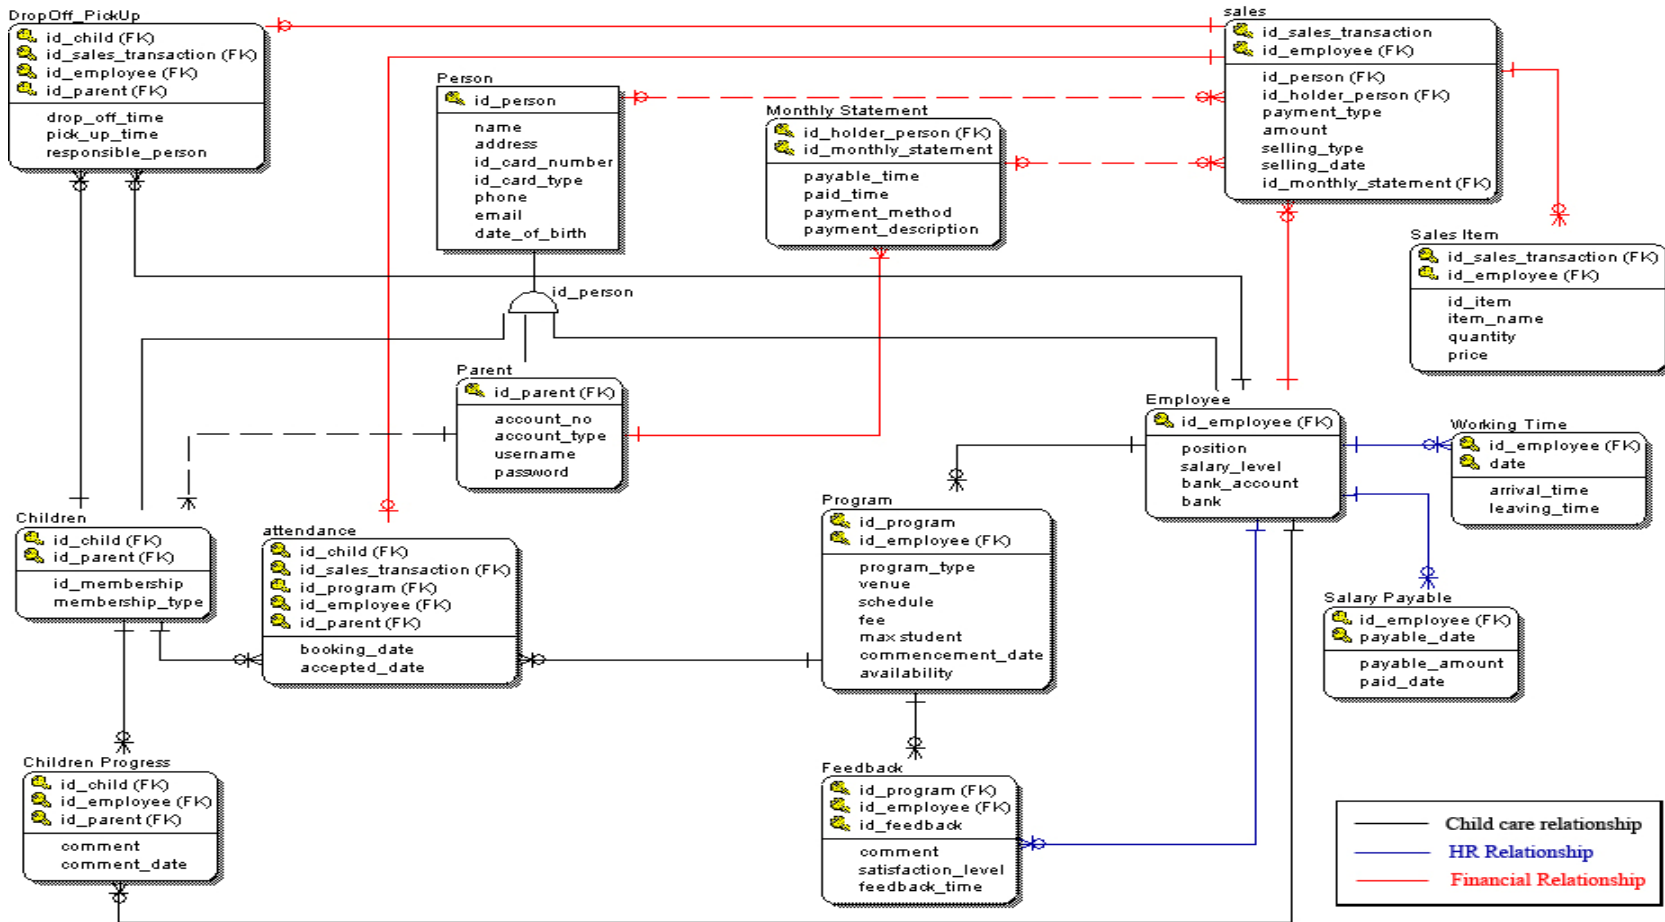 DropOff_PickUp
id_child (FK)
id_sales_transaction (FK)
id_employee (FK)
id_parent (FK)
drop_off_time
pick_up_time
responsible_person
Person
id_person
name
address
id_card_number
id_card_type
phone
email
date_of_birth
id_person
Monthly Statement
id_holder_person (FK)
id_monthly_statement
payable_time
paid_time
payment_method
payment_description
sales
id_sales_transaction
id_employee (FK)
id_person (FK)
id_holder_person (FK)
payment_type
amount
selling_type
selling_date
id_monthly_statement (FK)
Sales Item
id_sales_transaction (FK)
id_employee (FK)
id_item
item_name
quantity
price
Parent
id_parent (FK)
account_no
account_type
username
password
Employee
id_employee (FK)
position
salary_level
bank_account
bank
Working Time
id_employee (FK)
date
arrival_time
leaving_time
Children
id_child (FK)
id_parent (FK)
id_membership
membership_type
attendance
id_child (FK)
id_sales_transaction (FK)
id_program (FK)
id_employee (FK)
id_parent (FK)
booking_date
accepted_date
Program
id_program
id_employee (FK)
program_type
venue
schedule
fee
max student
commencement_date
availability
Salary Payable
id_employee (FK)
payable_date
payable_amount
paid_date
Children Progress
id_child (FK)
id_employee (FK)
id_parent (FK)
comment
comment_date
Feedback
id_program (FK)
id_employee (FK)
id_feedback
comment
satisfaction_level
feedback_time
Child care relationship
HR Relationship
Financial Relationship